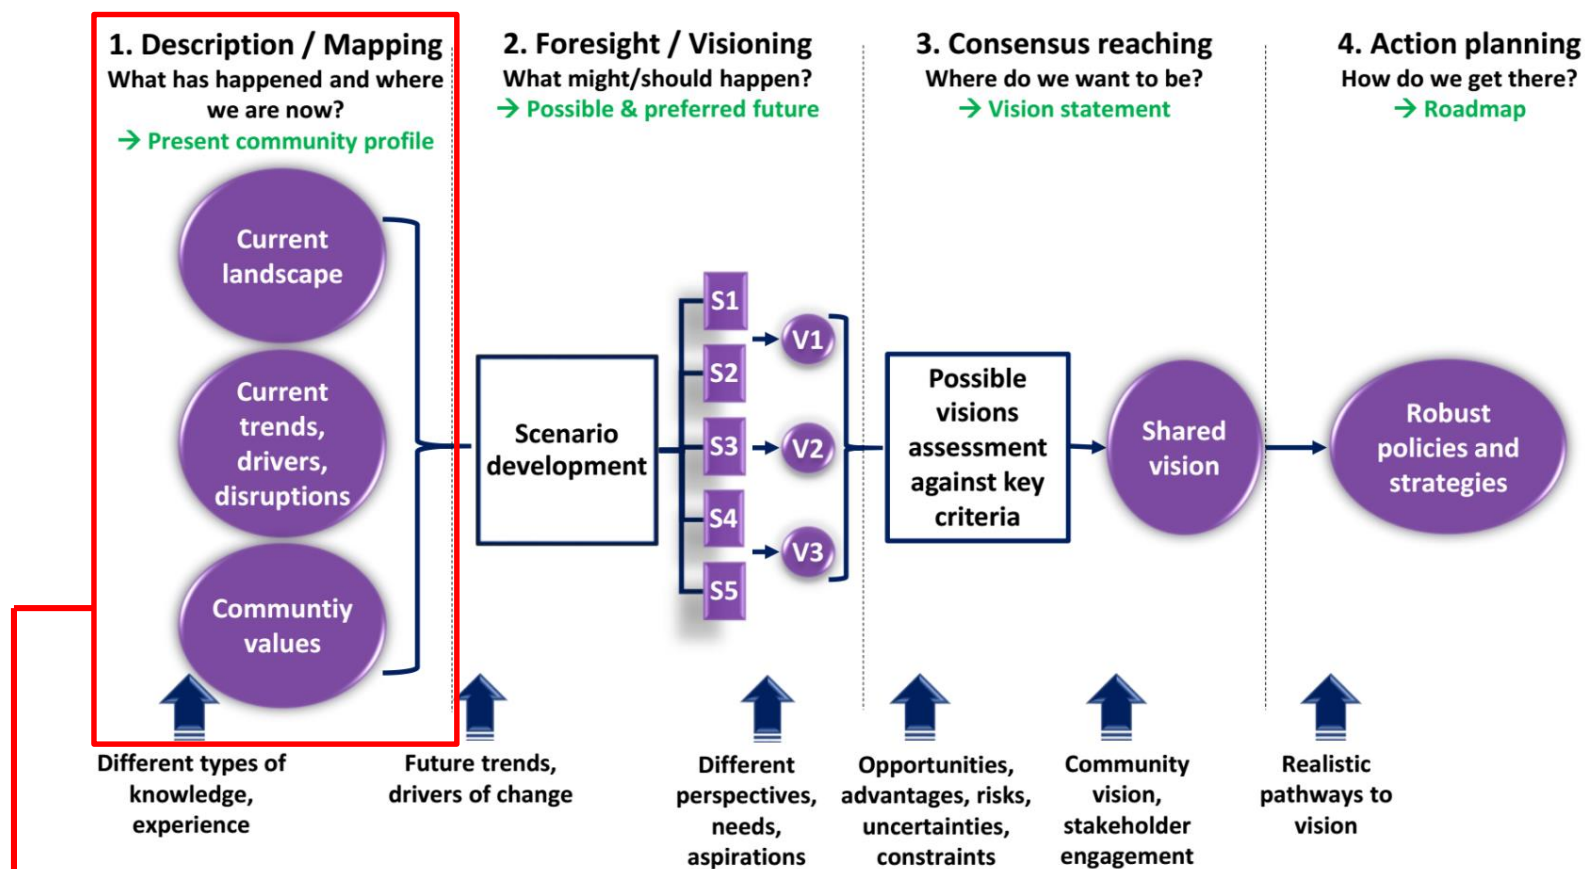 1. Description / Mapping
What has happened and where
we are now?
→ Present community profile
2. Foresight / Visioning
What might/should happen?
→ Possible & preferred future
3. Consensus reaching
Where do we want to be?
→ Vision statement
4. Action planning
How do we get there?
→ Roadmap
Current
landscape
Current
trends,
drivers,
disruptions
Communtiy
values
Scenario
development
S1
S2
S3
S4
S5
V1
V2
V3
Possible
visions
assessment
against key
criteria
Shared
vision
Robust
policies and
strategies
Different types of
knowledge,
experience
Future trends,
drivers of change
Different
perspectives,
needs,
aspirations
Opportunities,
advantages, risks,
uncertainties,
constraints
Community
vision,
stakeholder
engagement
Realistic
pathways to
vision